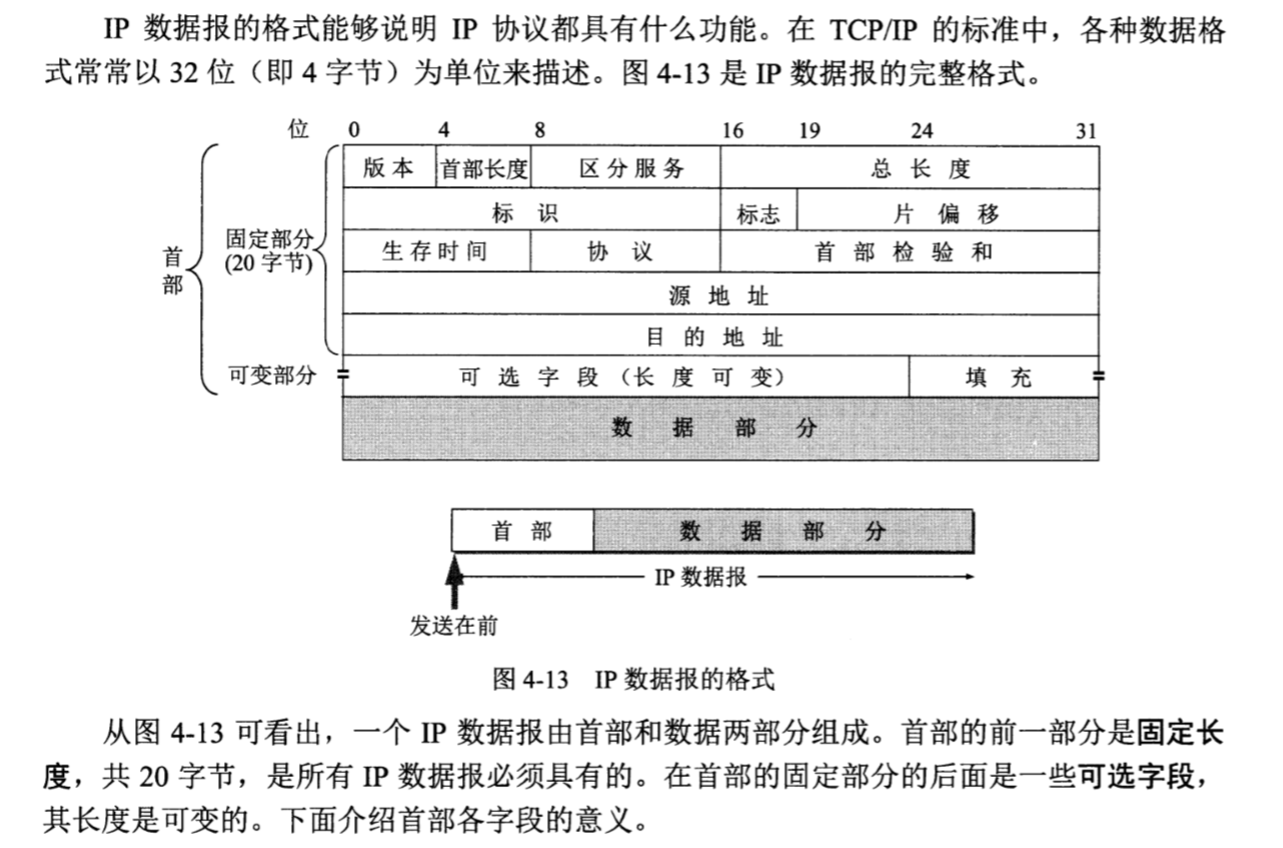 IP 数据报的格式能够说明 IP 协议都具有什么功能。在 TCP/IP 的标准中，各种数据格
式常常以 32 位（即 4 字节）为单位来描述。图 4-13 是 IP 数据报的完整格式。
位 0 4 8 16 19 24 31
版本 首部长度 区分服务 总长度
标识 标志 片偏移
固定部分
(20 字节)
首部
生存时间 协议 首部检验和
源地址
目的地址
可变部分 可选字段（长度可变） 填充
数据部分
首部 数据部分
IP 数据报
发送在前
图 4-13 IP 数据报的格式
从图 4-13 可看出，一个 IP 数据报由首部和数据两部分组成。首部的前一部分是固定长
度，共 20 字节，是所有 IP 数据报必须具有的。在首部的固定部分的后面是一些可选字段，
其长度是可变的。下面介绍首部各字段的意义。